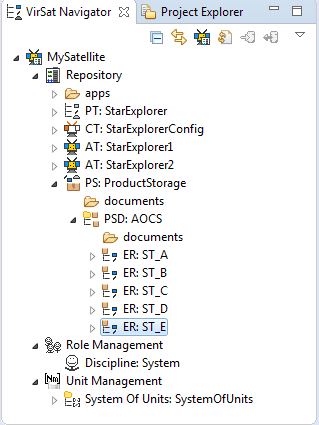 VirSat Navigator Project Explorer
MySatellite
Repository
apps
PT: StarExplorer
CT: StarExplorerConfig
AT: StarExplorer1
AT: StarExplorer2
PS: ProductStorage
documents
PSD: AOCS
documents
ER: ST_A
ER: ST_B
ER: ST_C
ER: ST_D
ER: ST_E
Role Management
Discipline: System
Unit Management
System Of Units: SystemOfUnits